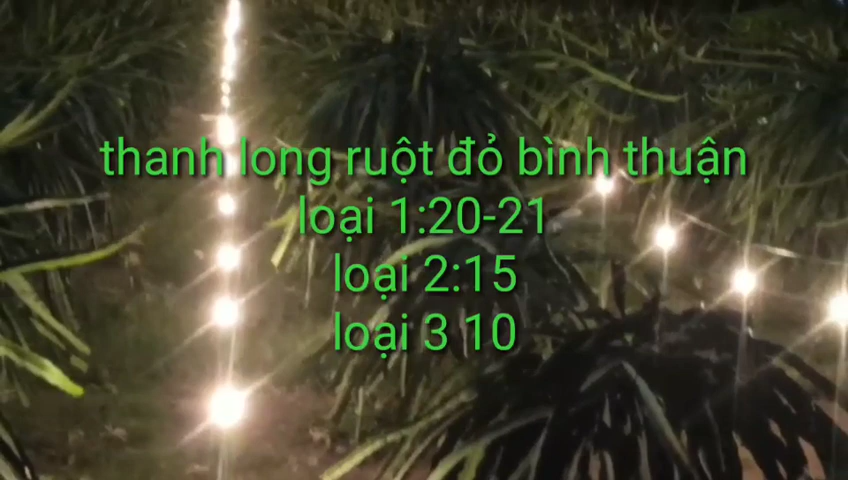 thanh long ruột đỏ bình thuận
loại 1:20-21
loại 2:15
loại 3 10